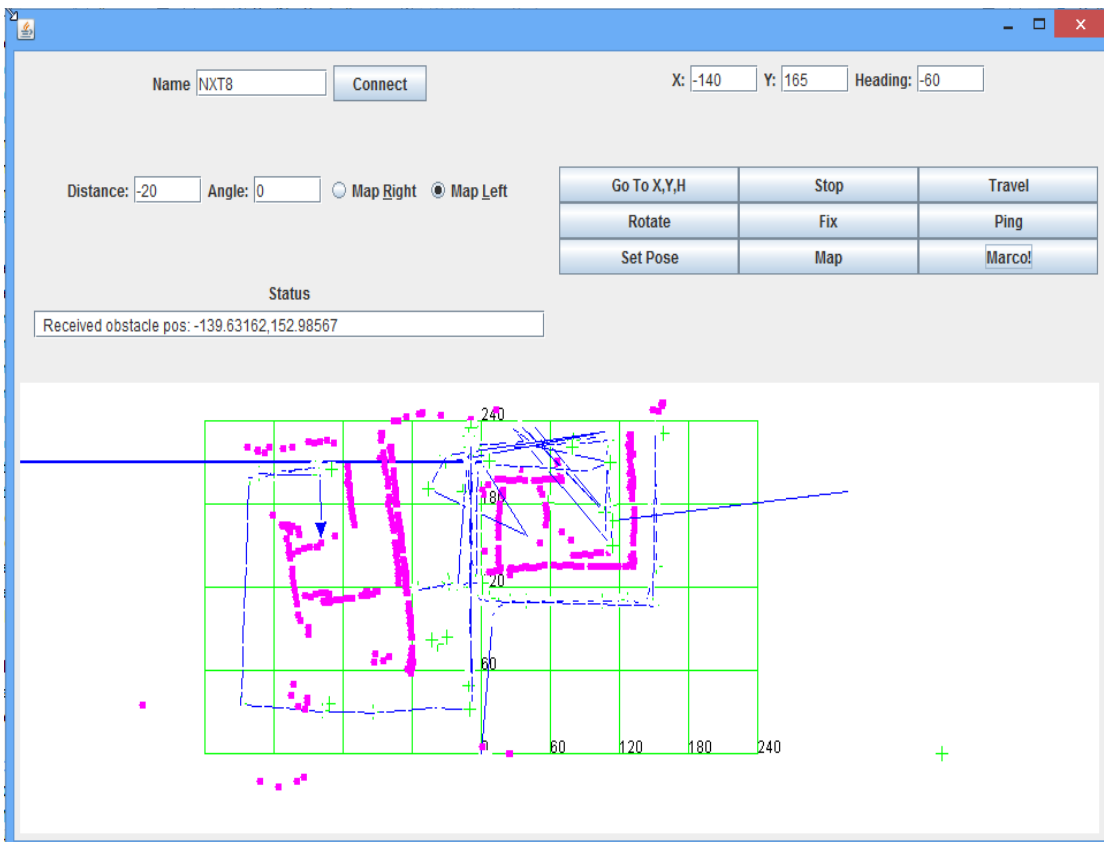 Name NXT8 Connect X: -140 Y: 165 Heading: -60
Distance: -20 Angle: 0 Map Right Map Left
Go To X,Y,H Stop Travel
Rotate Fix Ping
Set Pose Map Marco!
Status
Received obstacle pos: -139.63162,152.98567
240
180
20
60
0 60 120 180 240